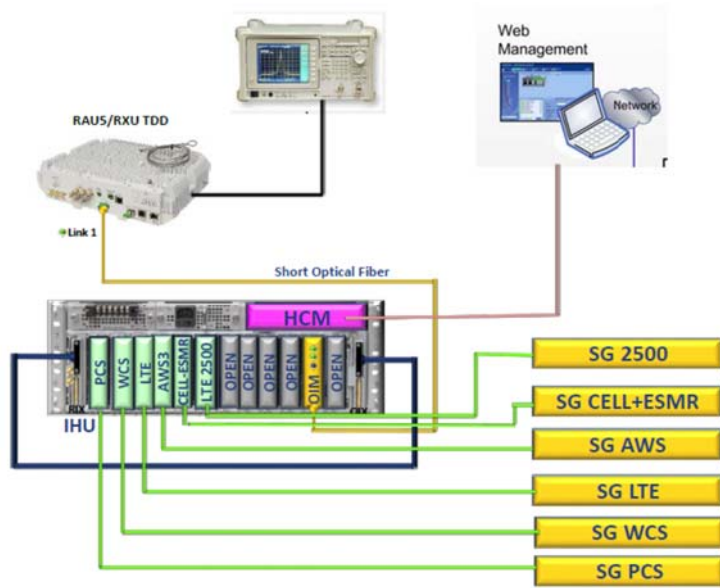 Web
Management
Network
RAU5/RXU TDD
Link 1
Short Optical Fiber
HCM
PCS
WCS
LTE
AWS3
CELL-ESMR
LTE 2500
OPEN
OPEN
OPEN
OPEN
OIM
OPEN
IHU
SG 2500
SG CELL+ESMR
SG AWS
SG LTE
SG WCS
SG PCS